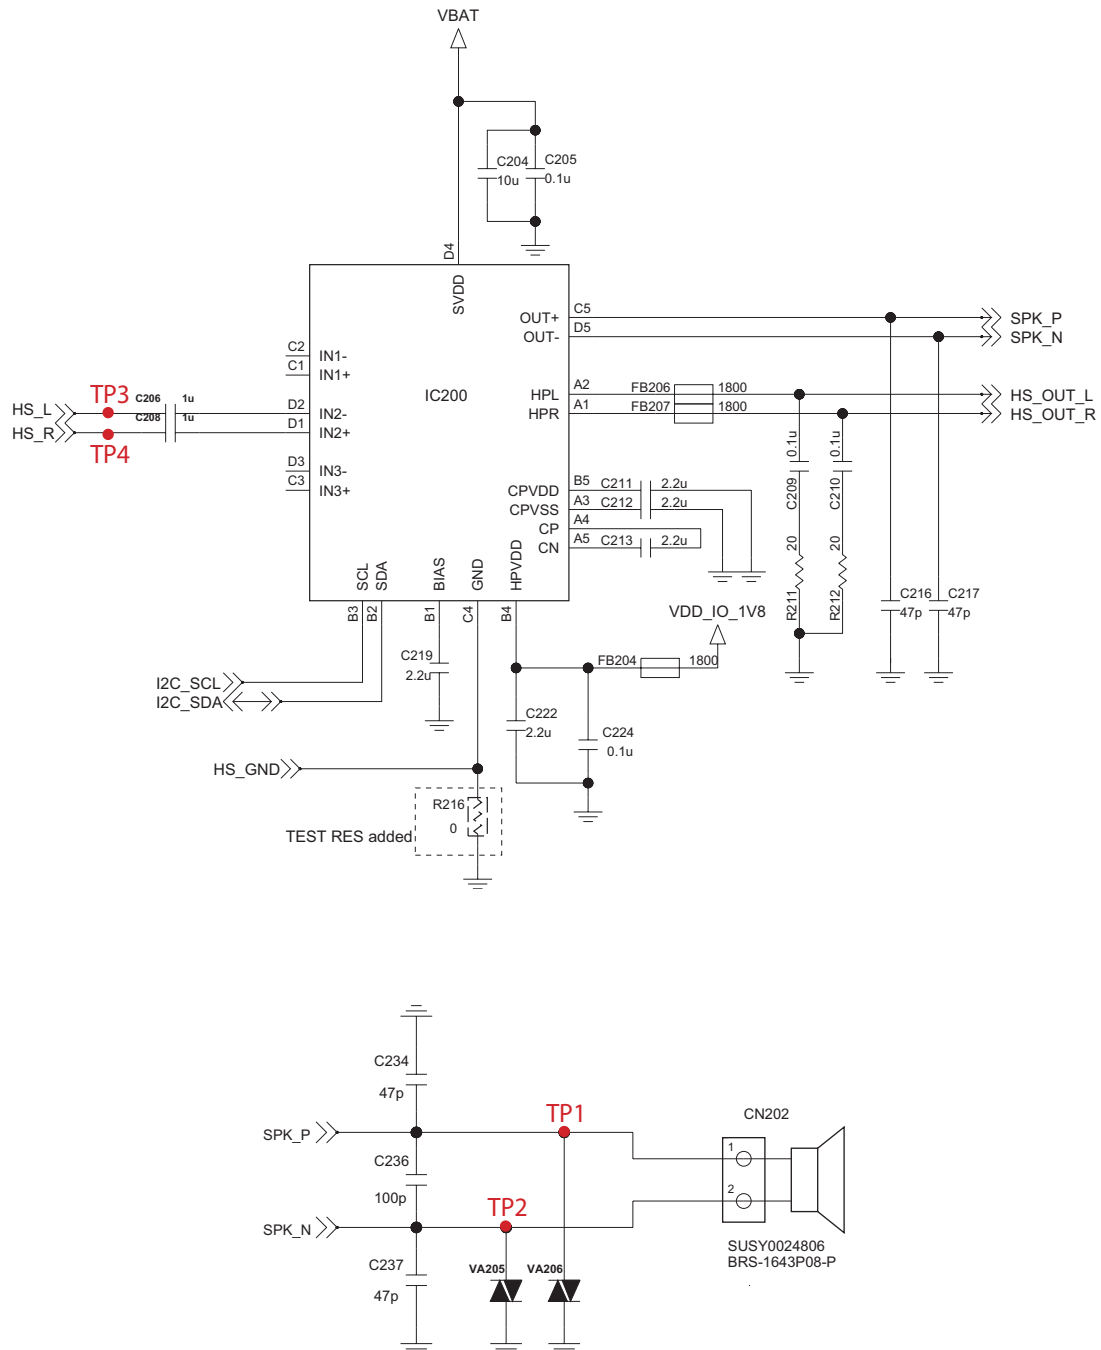 VBAT
C204 C205
10u 0.1u
D4
SVDD
C5
OUT+ SPK_P
D5
OUT- SPK_N
C2
IN1-
C1
IN1+
IC200
A2 FB206 1800
HPL HS_OUT_L
A1 FB207 1800
HPR HS_OUT_R
TP3 C206 1u D2
HS_L IN2-
C208 1u D1
HS_R IN2+
TP4
0.1u 0.1u
C209 C210
D3
IN3-
C3
IN3+
B5 C211 2.2u
CPVDD
A3 C212 2.2u
CPVSS
A4
CP
A5 C213 2.2u
CN
20 20
R211 R212
SCL SDA BIAS GND HPVDD
B3 B2 B1 C4 B4
C216 C217
47p 47p
VDD_IO_1V8
C219
2.2u
FB204 1800
I2C_SCL
I2C_SDA
C222
2.2u
C224
0.1u
HS_GND
R216
0
TEST RES added
C234
47p
TP1
CN202
SPK_P
1
C236
100p
2
TP2
SPK_N
SUSY0024806
BRS-1643P08-P
C237
47p
VA205 VA206